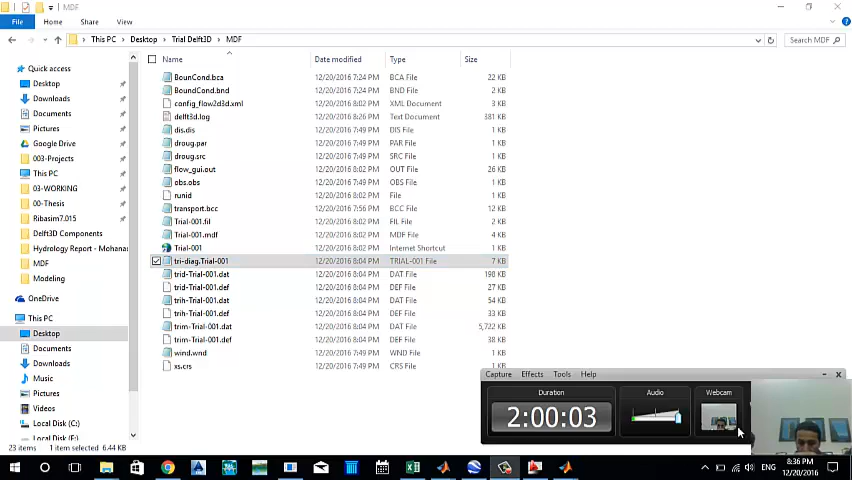 MDF
File Home Share View
This PC Desktop Trial Delft3D MDF
Search MDF
Name Date modified Type Size
Quick access
Desktop
Downloads
Documents
Pictures
Google Drive
003-Projects
This PC
03-WORKING
00-Thesis
Ribasim7.015
Delft3D Components
Hydrology Report - Mohana
MDF
Modeling
OneDrive
This PC
Desktop
Documents
Downloads
Music
Pictures
Videos
Local Disk (C:)
Local Disk (F:)
BounCond.bca 12/20/2016 7:24 PM BCA File 22 KB
BoundCond.bnd 12/20/2016 7:24 PM BND File 2 KB
config_flow2d3d.xml 12/20/2016 8:02 PM XML Document 3 KB
delft3d.log 12/20/2016 8:26 PM Text Document 381 KB
dis.dis 12/20/2016 7:49 PM DIS File 1 KB
droug.par 12/20/2016 7:49 PM PAR File 1 KB
droug.src 12/20/2016 7:49 PM SRC File 1 KB
flow_gui.out 12/20/2016 8:02 PM OUT File 26 KB
obs.obs 12/20/2016 7:49 PM OBS File 1 KB
runid 12/20/2016 8:02 PM File 1 KB
transport.bcc 12/20/2016 7:56 PM BCC File 12 KB
Trial-001.fil 12/20/2016 8:02 PM FIL File 2 KB
Trial-001.mdf 12/20/2016 8:02 PM MDF File 4 KB
Trial-001 12/20/2016 8:02 PM Internet Shortcut 1 KB
tri-diag.Trial-001 12/20/2016 8:04 PM TRIAL-001 File 7 KB
trid-Trial-001.dat 12/20/2016 8:04 PM DAT File 198 KB
trid-Trial-001.def 12/20/2016 8:04 PM DEF File 27 KB
trih-Trial-001.dat 12/20/2016 8:04 PM DAT File 54 KB
trih-Trial-001.def 12/20/2016 8:04 PM DEF File 33 KB
trim-Trial-001.dat 12/20/2016 8:04 PM DAT File 5,722 KB
trim-Trial-001.def 12/20/2016 8:04 PM DEF File 38 KB
wind.wnd 12/20/2016 7:49 PM WND File 1 KB
xs.crs 12/20/2016 7:49 PM CRS File 1 KB
Capture Effects Tools Help
Duration Audio Webcam
2:00:03
23 items 1 item selected 6.44 KB
ENG
8:36 PM
12/20/2016